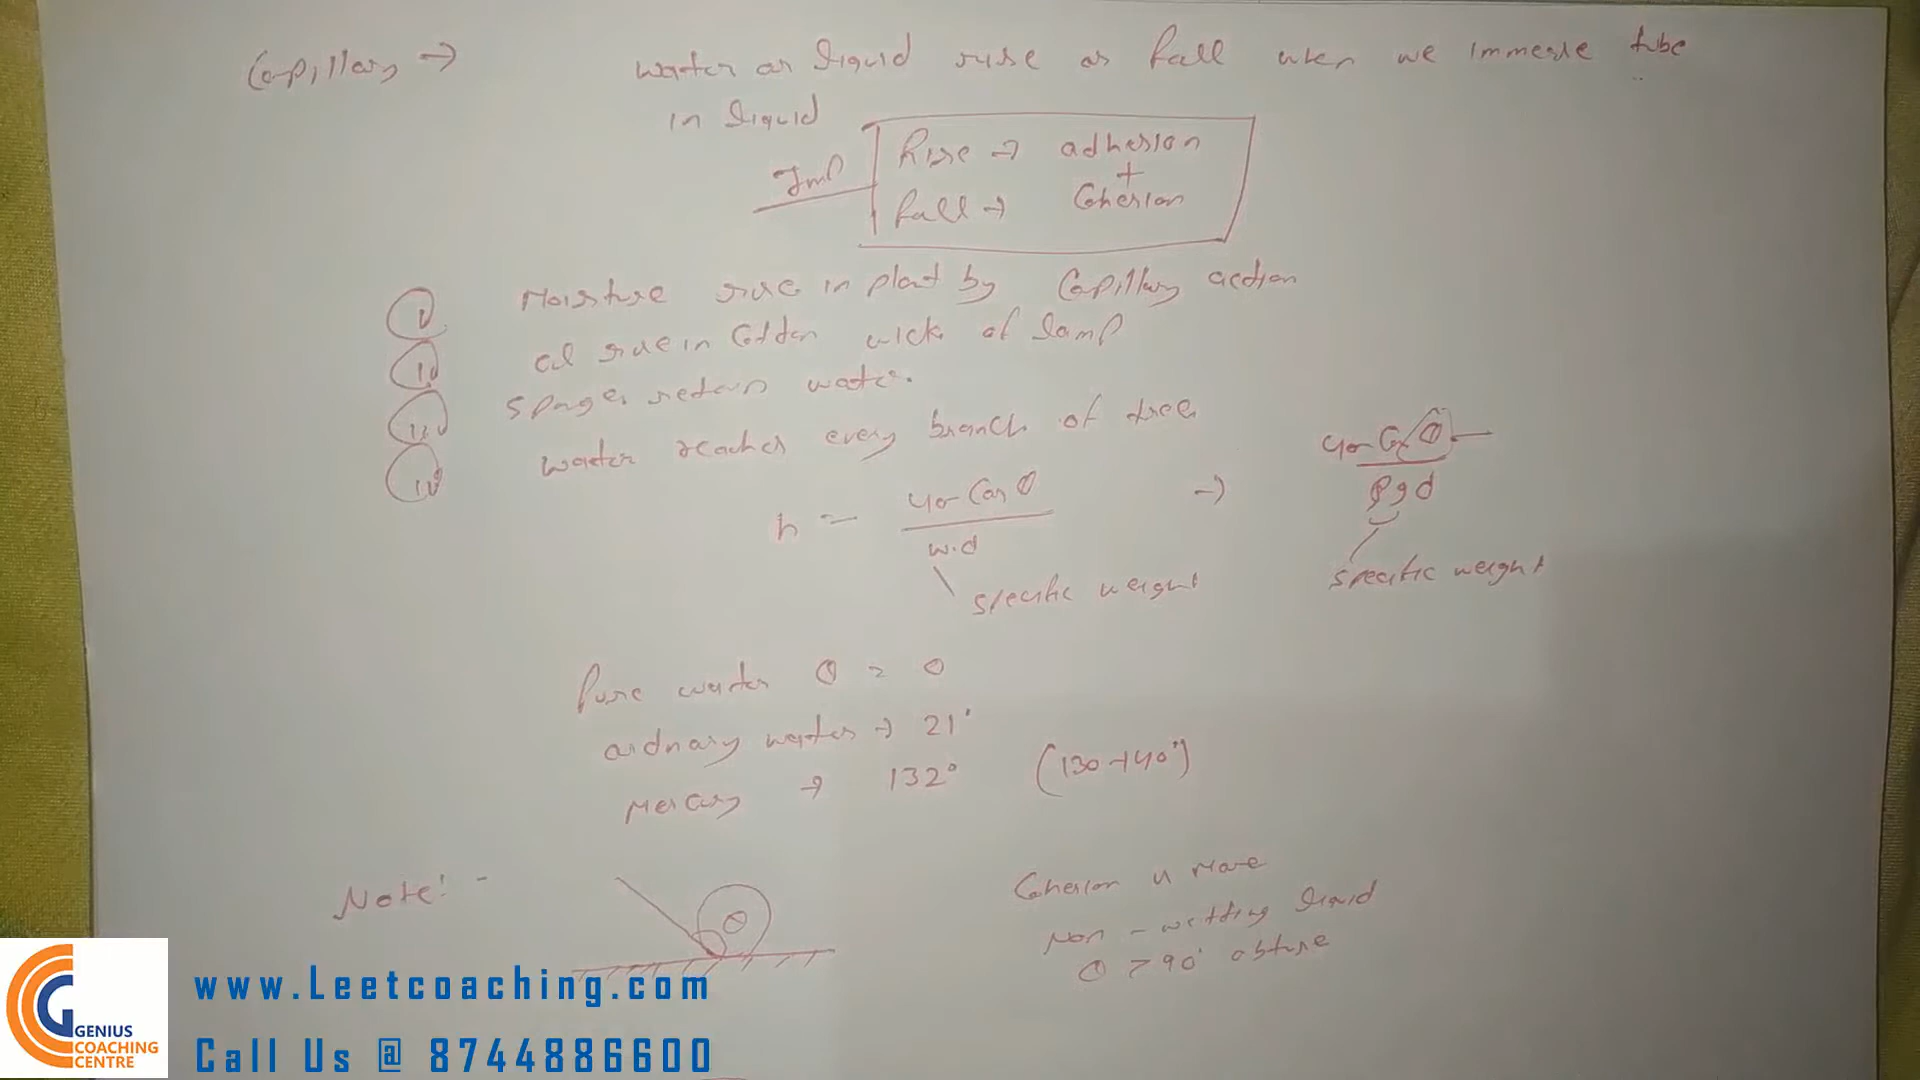 Capillary → water or liquid rise or fall when we immerse tube
in liquid
Imp
Rise → adhesion
+
fall → Cohesion
(i) Moisture rise in plant by Capillary action
(ii) oil rise in Cotton wick of lamp
(iii) sponges retain water.
(iv) water reaches every branch of tree
h = 4σ Cos θ / w.d → 4σ Cos θ / ρgd
specific weight
specific weight
Pure water θ = 0
ordinary water → 21°
Mercury → 132° (130-140°)
Note: -
θ
Cohesion is more
Non - wetting liquid
θ > 90° obtuse
www.Leetcoaching.com
Call Us @ 8744886600
G
GENIUS
COACHING
CENTRE